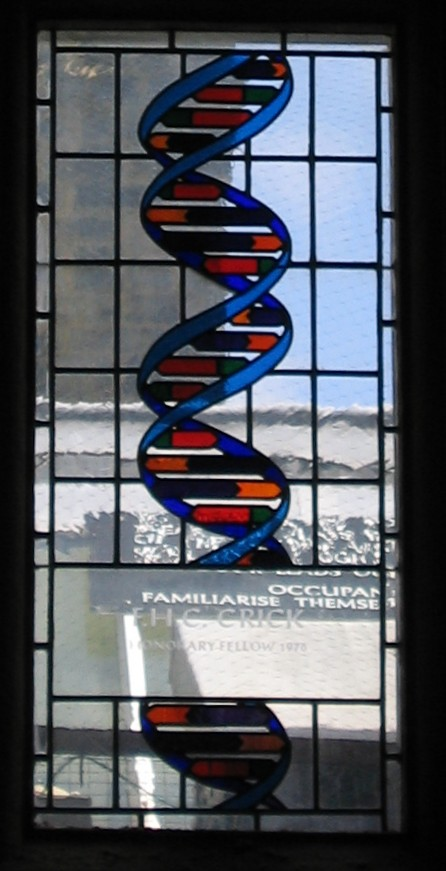 OCCUPAN
FAMILIARISE THEMSE
F.H.C. CRICK
HONORARY FELLOW 1976